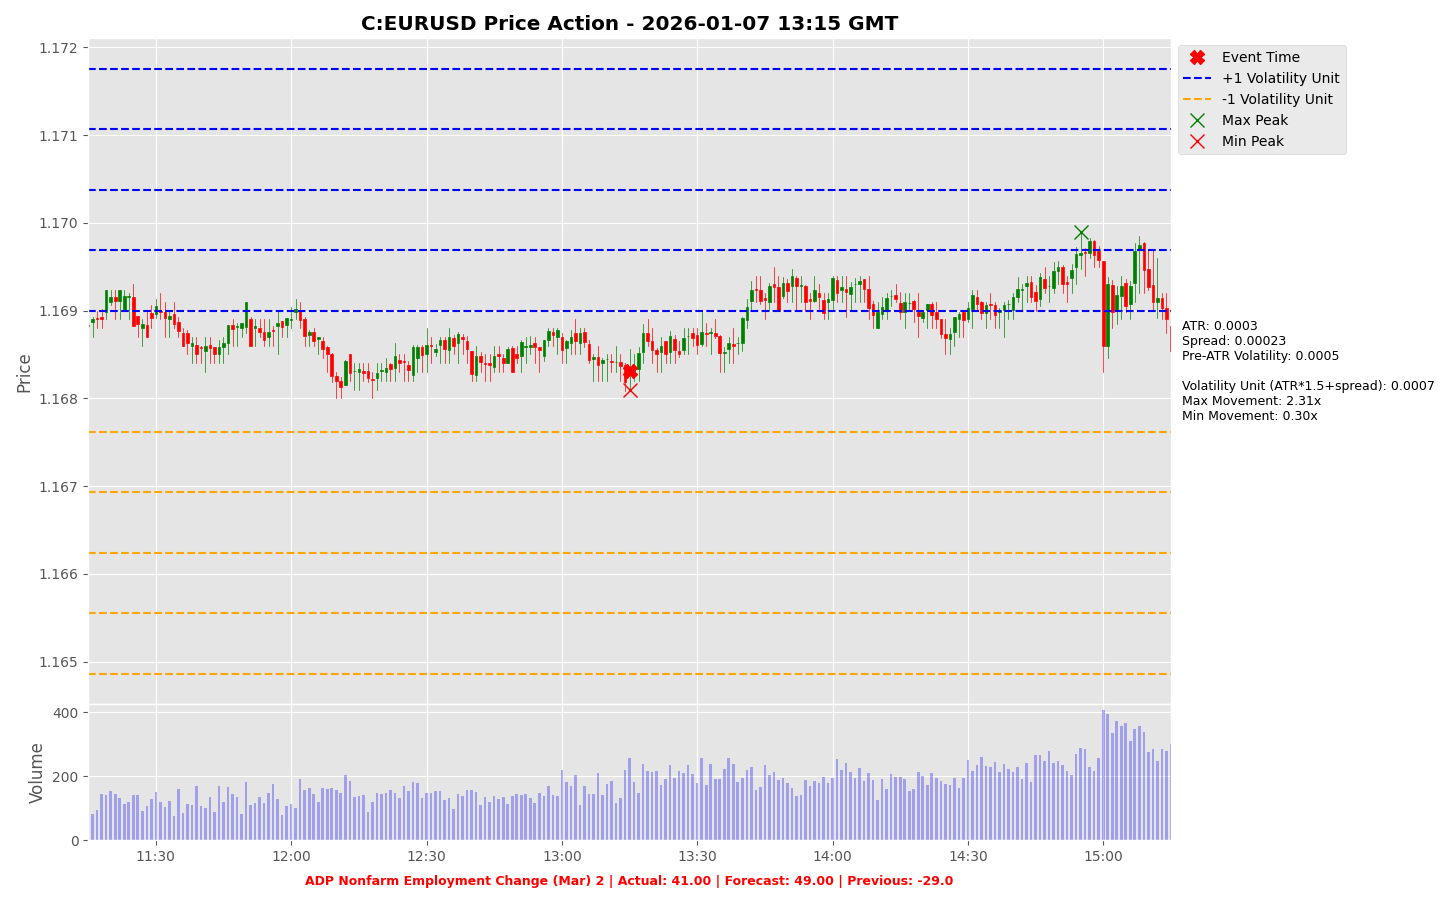 C:EURUSD Price Action - 2026-01-07 13:15 GMT
1.172
1.171
1.170
1.169
1.168
1.167
1.166
1.165
Price
Event Time
+1 Volatility Unit
-1 Volatility Unit
Max Peak
Min Peak
ATR: 0.0003
Spread: 0.00023
Pre-ATR Volatility: 0.0005
Volatility Unit (ATR*1.5+spread): 0.0007
Max Movement: 2.31x
Min Movement: 0.30x
400
200
0
Volume
11:30 12:00 12:30 13:00 13:30 14:00 14:30 15:00
ADP Nonfarm Employment Change (Mar) 2 | Actual: 41.00 | Forecast: 49.00 | Previous: -29.0